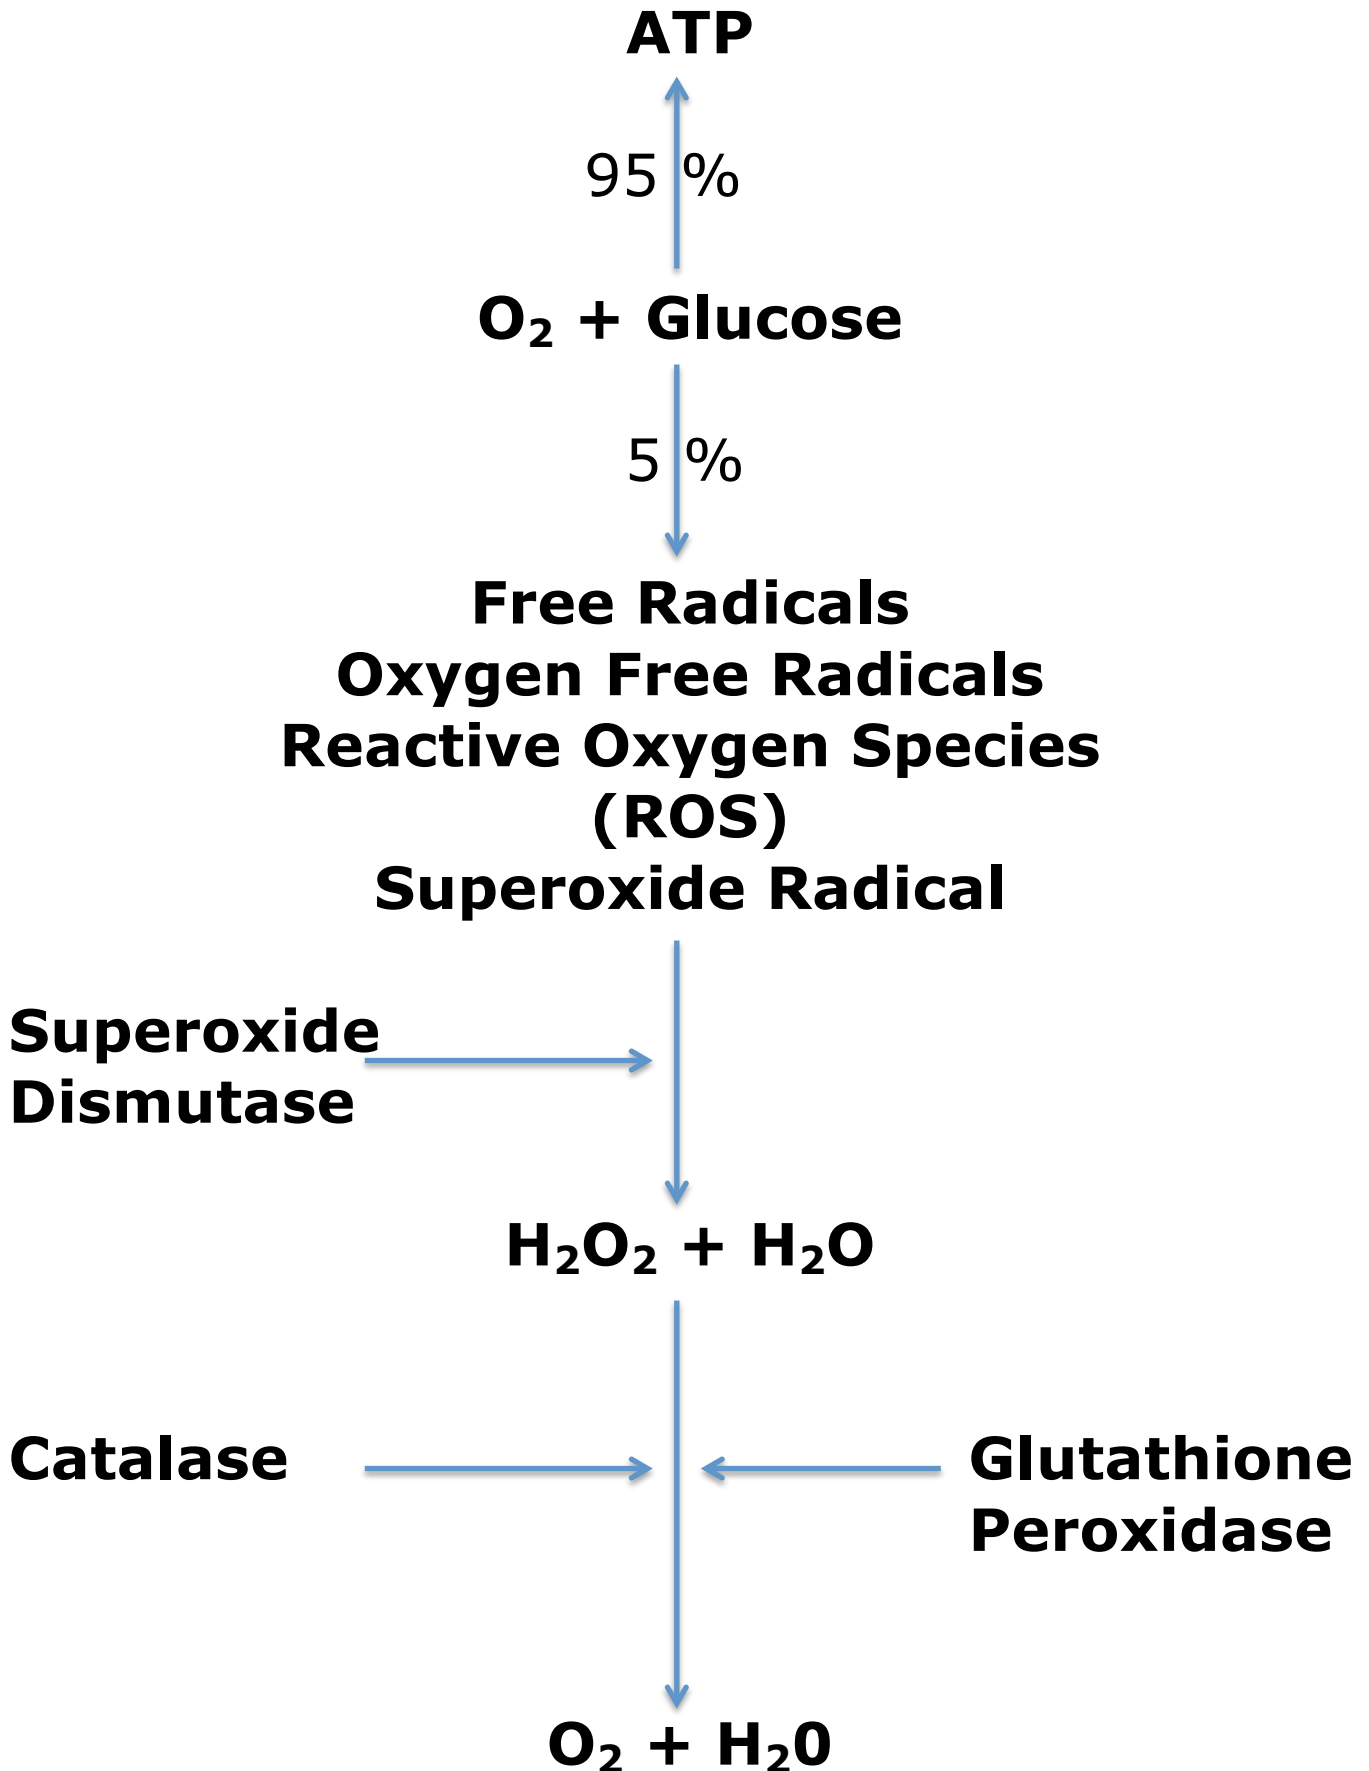 ATP
95 %
O₂ + Glucose
5 %
Free Radicals
Oxygen Free Radicals
Reactive Oxygen Species
(ROS)
Superoxide Radical
Superoxide
Dismutase
H₂O₂ + H₂O
Catalase
Glutathione
Peroxidase
O₂ + H₂0